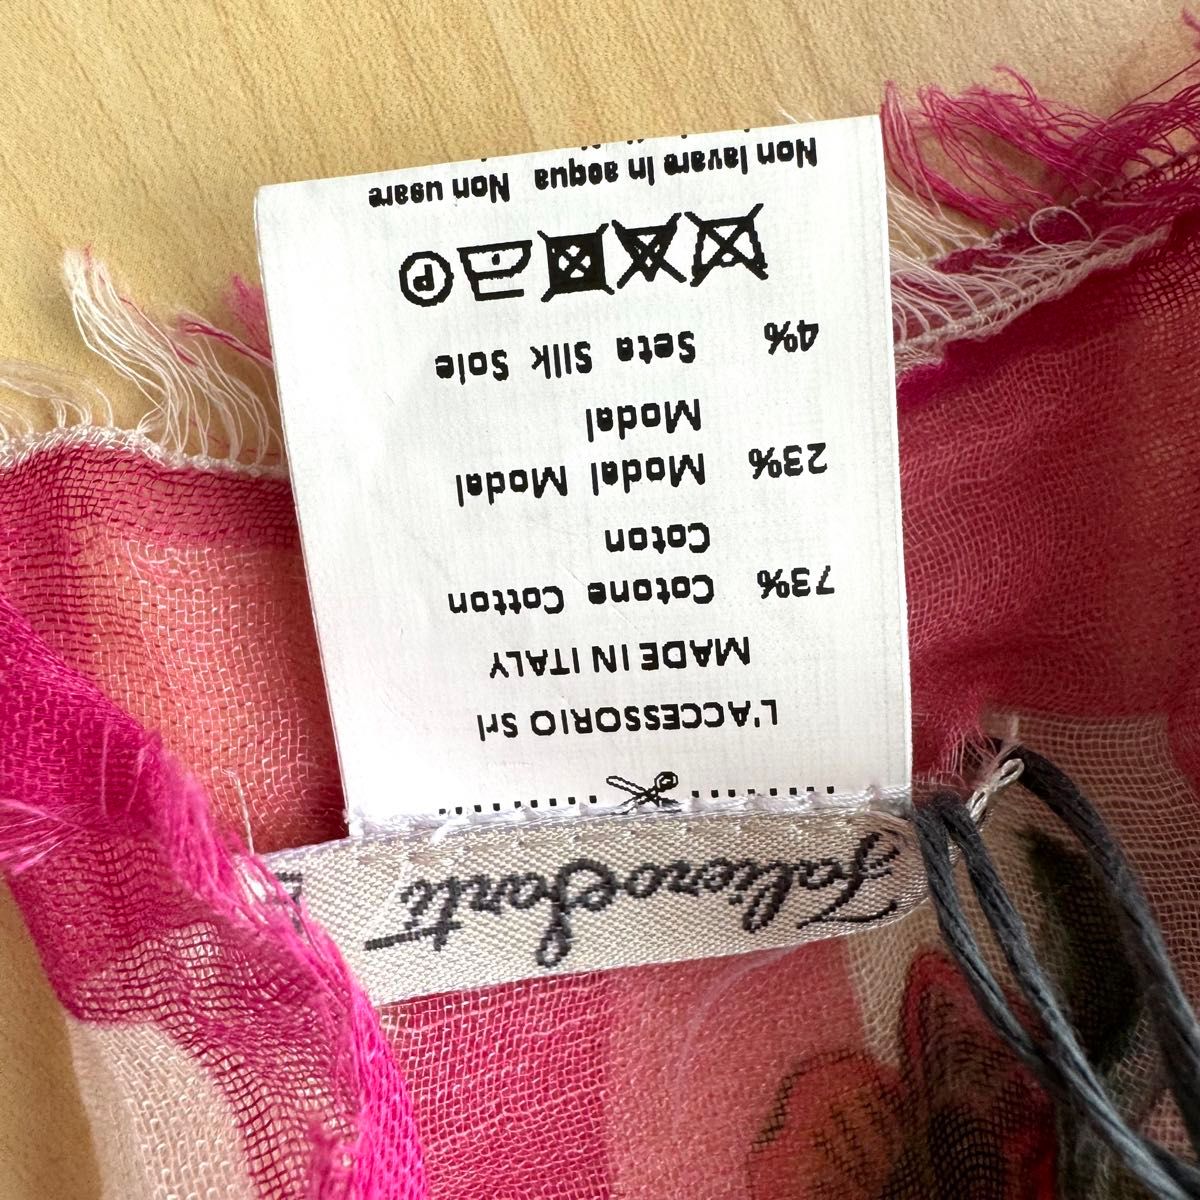 Faliero Sarti
L'ACCESSORIO Srl
MADE IN ITALY
73% Cotone Cotton
Coton
23% Modal Modal
Modal
4% Seta Silk Soie
P
Non lavare in acqua Non usare